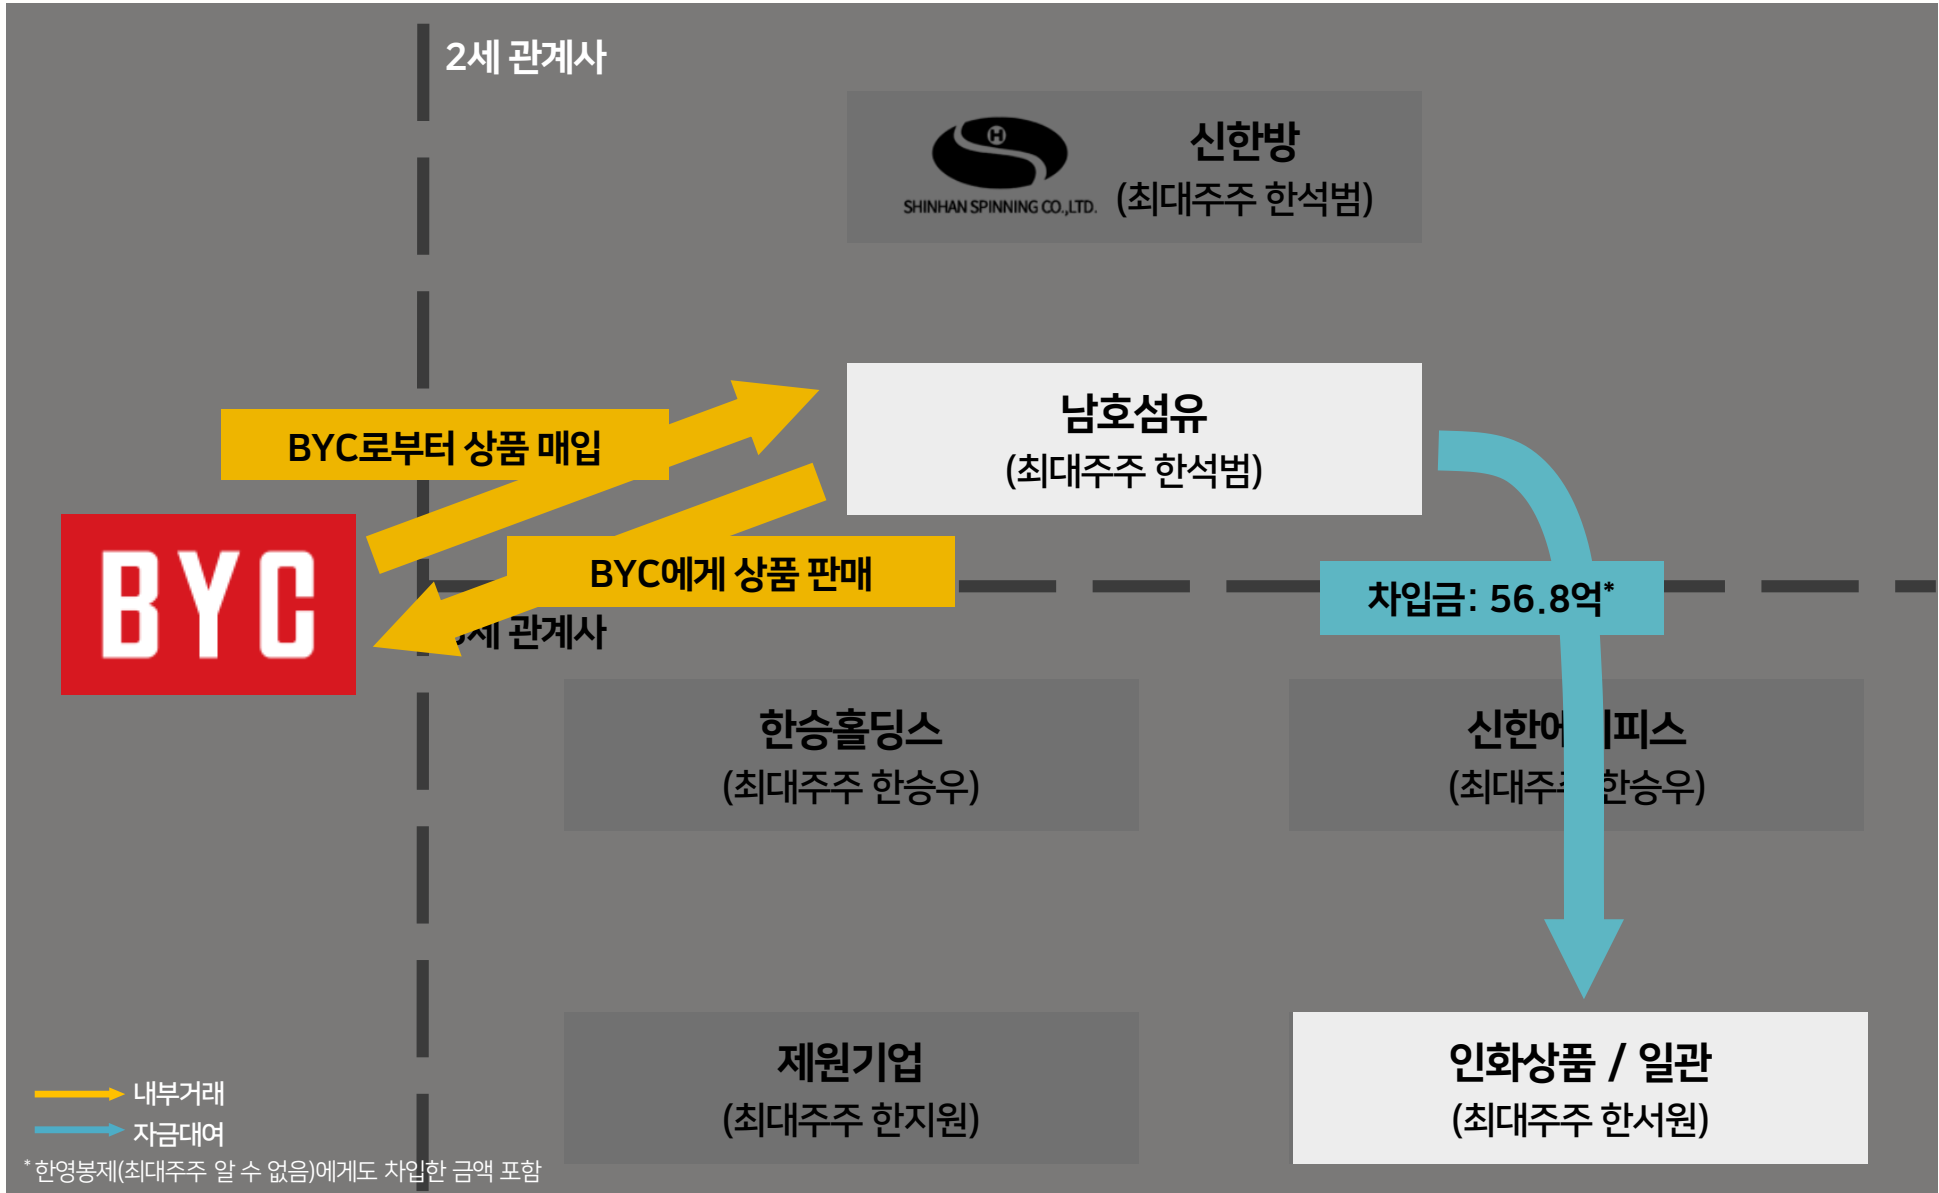 2세 관계사
신한방
(최대주주 한석범)
SHINHAN SPINNING CO.,LTD.
남호섬유
(최대주주 한석범)
BYC로부터 상품 매입
BYC
BYC에게 상품 판매
차입금: 56.8억*
관계사
한승홀딩스
(최대주주 한승우)
(최대주주 한승우)
제원기업
(최대주주 한지원)
인화상품 / 일관
(최대주주 한서원)
내부거래
자금대여
*한영봉제(최대주주 알 수 없음)에게도 차입한 금액 포함